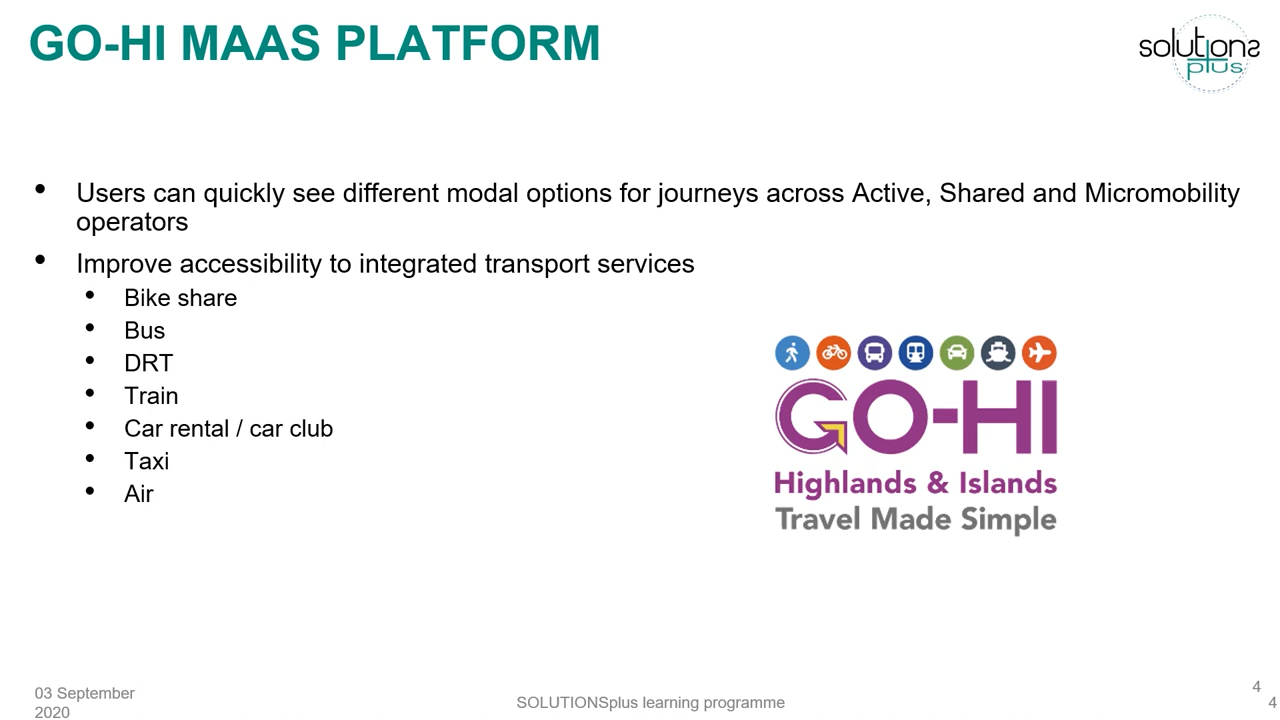 GO-HI MAAS PLATFORM
solutions
plus
• Users can quickly see different modal options for journeys across Active, Shared and Micromobility
operators
• Improve accessibility to integrated transport services
• Bike share
• Bus
• DRT
• Train
• Car rental / car club
• Taxi
• Air
GO-HI
Highlands & Islands
Travel Made Simple
03 September
2020
SOLUTIONSplus learning programme
4
4